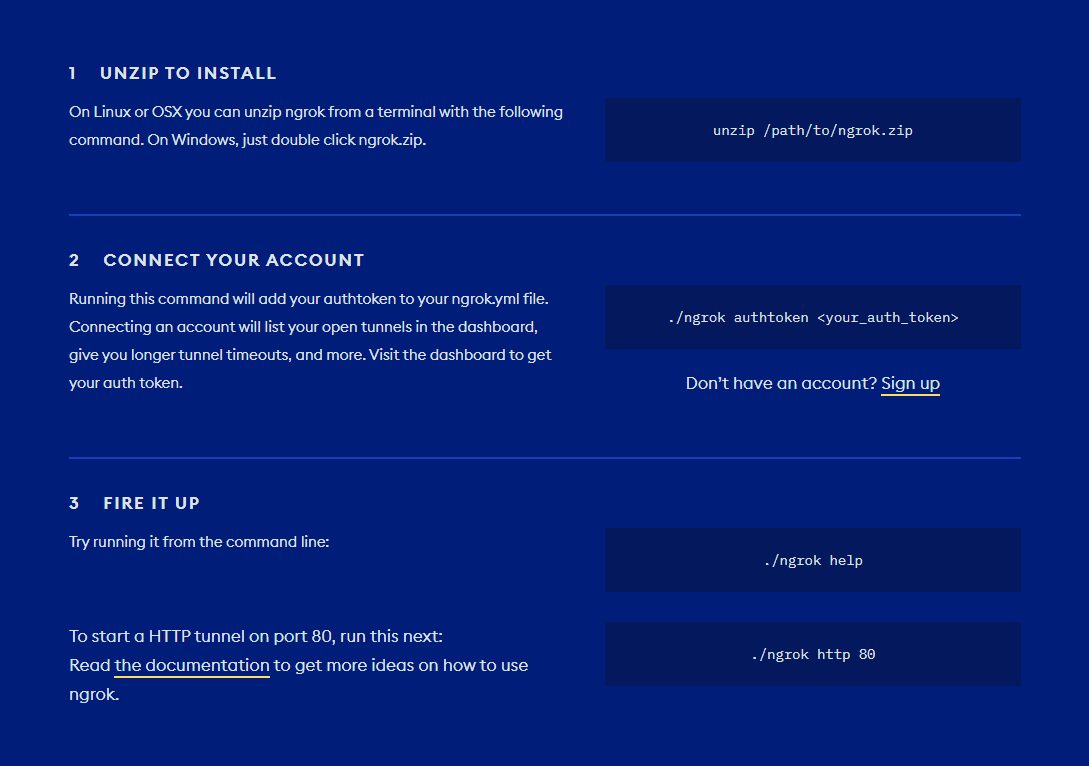 1 UNZIP TO INSTALL
On Linux or OSX you can unzip ngrok from a terminal with the following
command. On Windows, just double click ngrok.zip.
unzip /path/to/ngrok.zip
2 CONNECT YOUR ACCOUNT
Running this command will add your authtoken to your ngrok.yml file.
Connecting an account will list your open tunnels in the dashboard,
give you longer tunnel timeouts, and more. Visit the dashboard to get
your auth token.
./ngrok authtoken <your_auth_token>
Don’t have an account? Sign up
3 FIRE IT UP
Try running it from the command line:
./ngrok help
To start a HTTP tunnel on port 80, run this next:
Read the documentation to get more ideas on how to use
ngrok.
./ngrok http 80